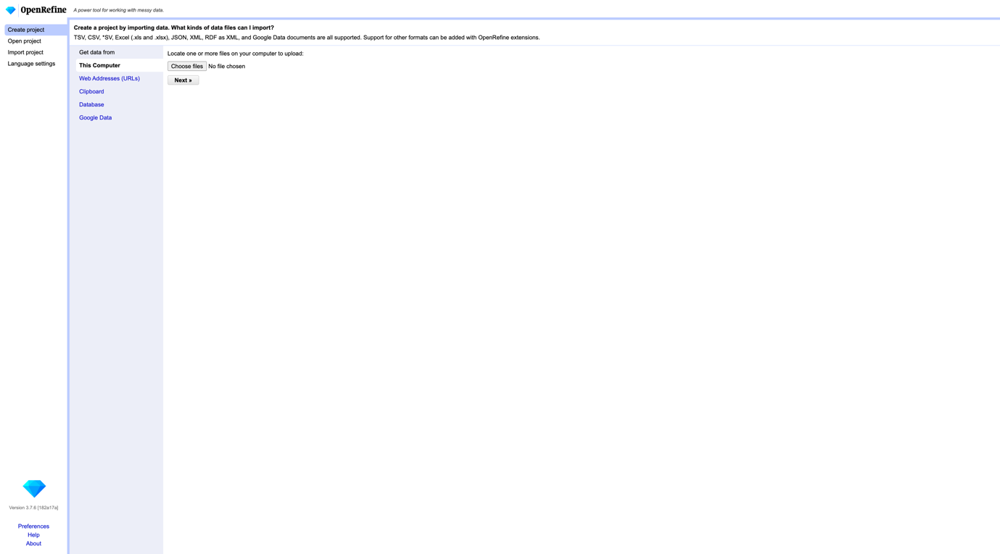 OpenRefine
A power tool for working with messy data.
Create project
Open project
Import project
Language settings
Create a project by importing data. What kinds of data files can I import?
TSV, CSV, *SV, Excel (.xls and .xlsx), JSON, XML, RDF as XML, and Google Data documents are all supported. Support for other formats can be added with OpenRefine extensions.
Get data from
This Computer
Web Addresses (URLs)
Clipboard
Database
Google Data
Locate one or more files on your computer to upload:
Choose files No file chosen
Next »
Version 3.7.6 [182a17a]
Preferences
Help
About